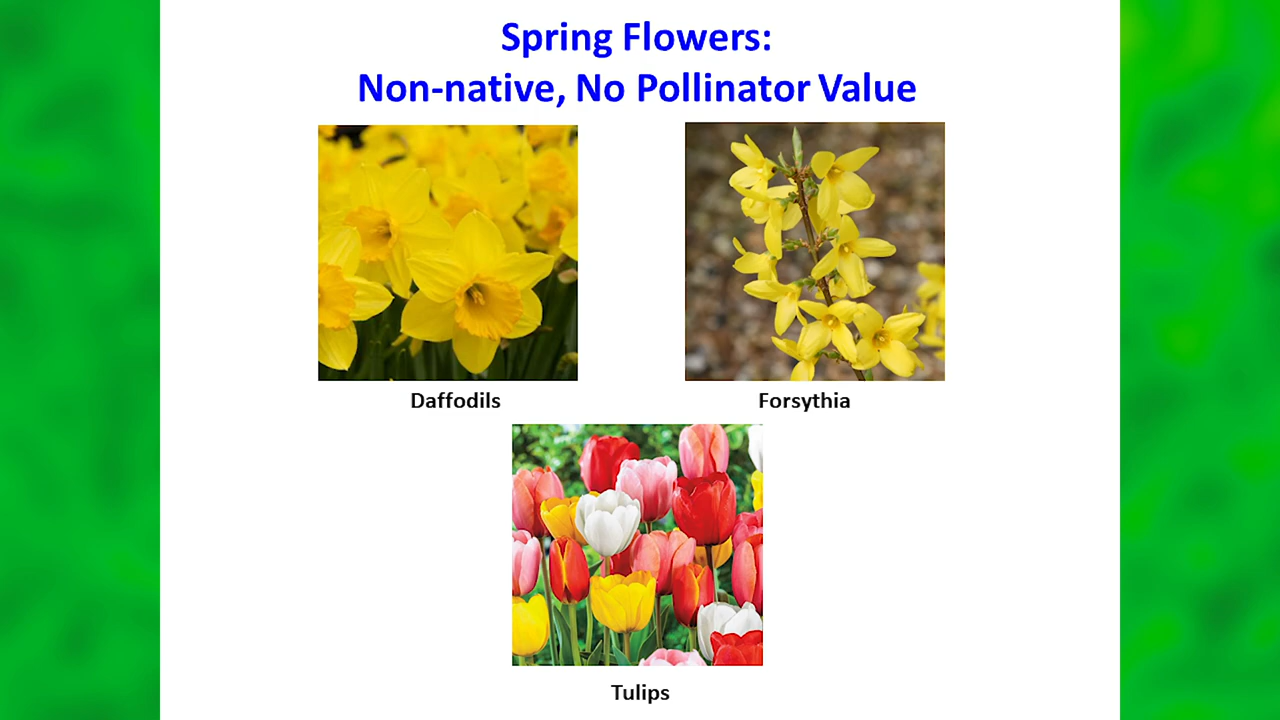 Spring Flowers:
Non-native, No Pollinator Value
Daffodils
Forsythia
Tulips